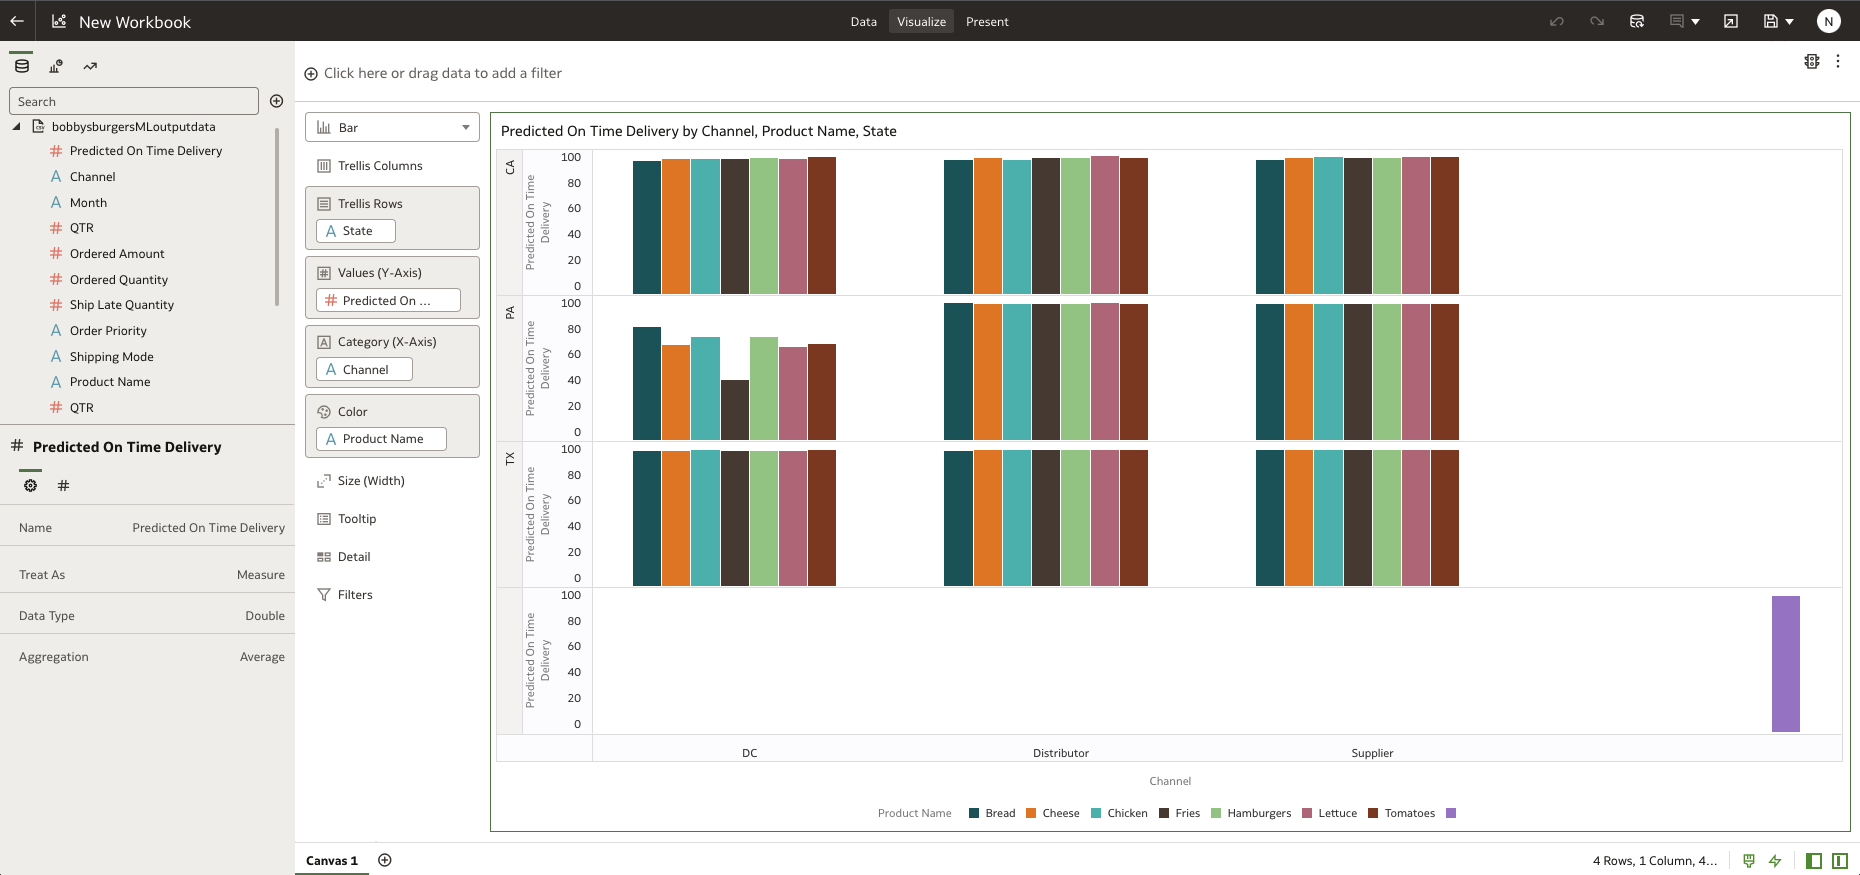 New Workbook
Data
Visualize
Present
N
Search
Click here or drag data to add a filter
bobbysburgersMLoutputdata
Predicted On Time Delivery
Channel
Month
QTR
Ordered Amount
Ordered Quantity
Ship Late Quantity
Order Priority
Shipping Mode
Product Name
QTR
Predicted On Time Delivery
Name Predicted On Time Delivery
Treat As Measure
Data Type Double
Aggregation Average
Bar
Trellis Columns
Trellis Rows
State
Values (Y-Axis)
Predicted On ...
Category (X-Axis)
Channel
Color
Product Name
Size (Width)
Tooltip
Detail
Filters
Predicted On Time Delivery by Channel, Product Name, State
CA
Predicted On Time
Delivery
100
80
60
40
20
0
PA
Predicted On Time
Delivery
100
80
60
40
20
0
TX
Predicted On Time
Delivery
100
80
60
40
20
0
Predicted On Time
Delivery
100
80
60
40
20
0
DC Distributor Supplier
Channel
Product Name Bread Cheese Chicken Fries Hamburgers Lettuce Tomatoes
Canvas 1
4 Rows, 1 Column, 4...